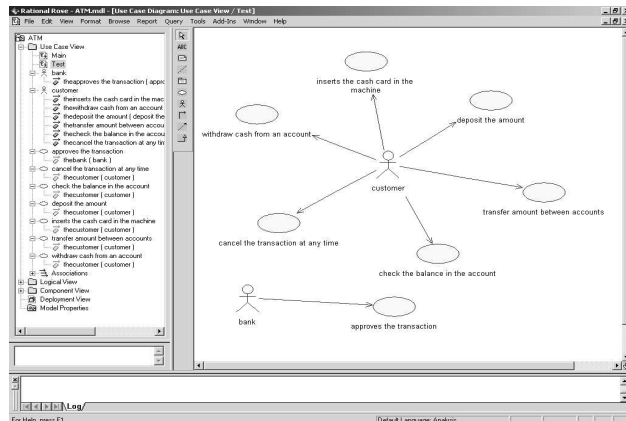 Rational Rose - ATM.mdl - [Use Case Diagram: Use Case View / Test]
File Edit View Format Browse Report Query Tools Add-Ins Window Help
ATM
Use Case View
Main
Test
bank
theapproves the transaction ( appro
customer
theinserts the cash card in the mac
thewithdraw cash from an account
thedeposit the amount ( deposit the
thetransfer amount between accou
thecheck the balance in the accou
thecancel the transaction at any tin
approves the transaction
thebank ( bank )
cancel the transaction at any time
thecustomer ( customer )
check the balance in the account
thecustomer ( customer )
deposit the amount
thecustomer ( customer )
inserts the cash card in the machine
thecustomer ( customer )
transfer amount between accounts
thecustomer ( customer )
withdraw cash from an account
thecustomer ( customer )
Associations
Logical View
Component View
Deployment View
Model Properties
ABC
inserts the cash card in the
machine
deposit the amount
withdraw cash from an account
customer
transfer amount between accounts
cancel the transaction at any time
check the balance in the account
bank
approves the transaction
Log
For Help, press F1
Default Language: Analysis